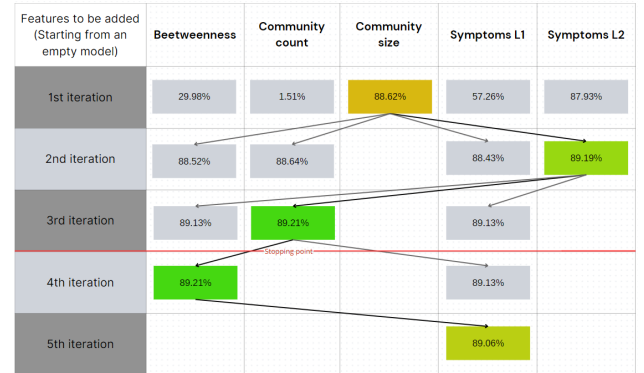 Features to be added
(Starting from an
empty model)
Beetweenness
Community
count
Community
size
Symptoms L1
Symptoms L2
1st iteration
29.98%
1.51%
88.62%
57.26%
87.93%
2nd iteration
88.52%
88.64%
88.43%
89.19%
3rd iteration
89.13%
89.21%
89.13%
Stopping point
4th iteration
89.21%
89.13%
5th iteration
89.06%